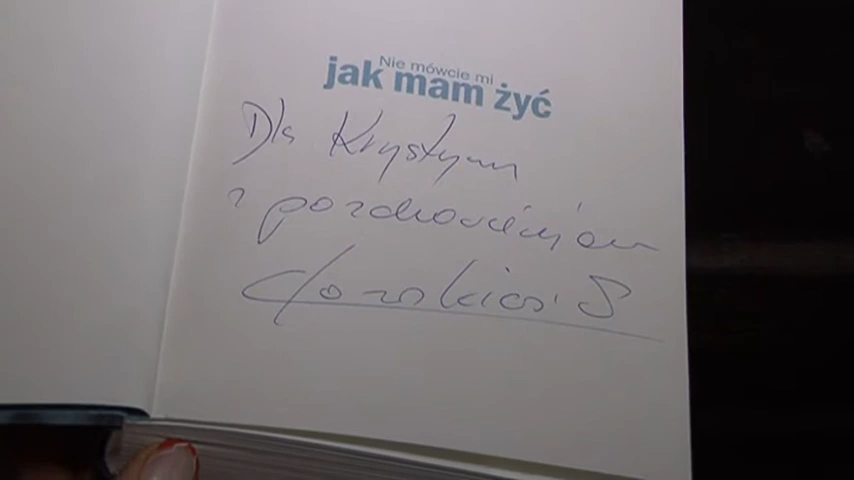 Nie mówcie mi
jak mam żyć
Dla Krystyny
z pozdrowieniami